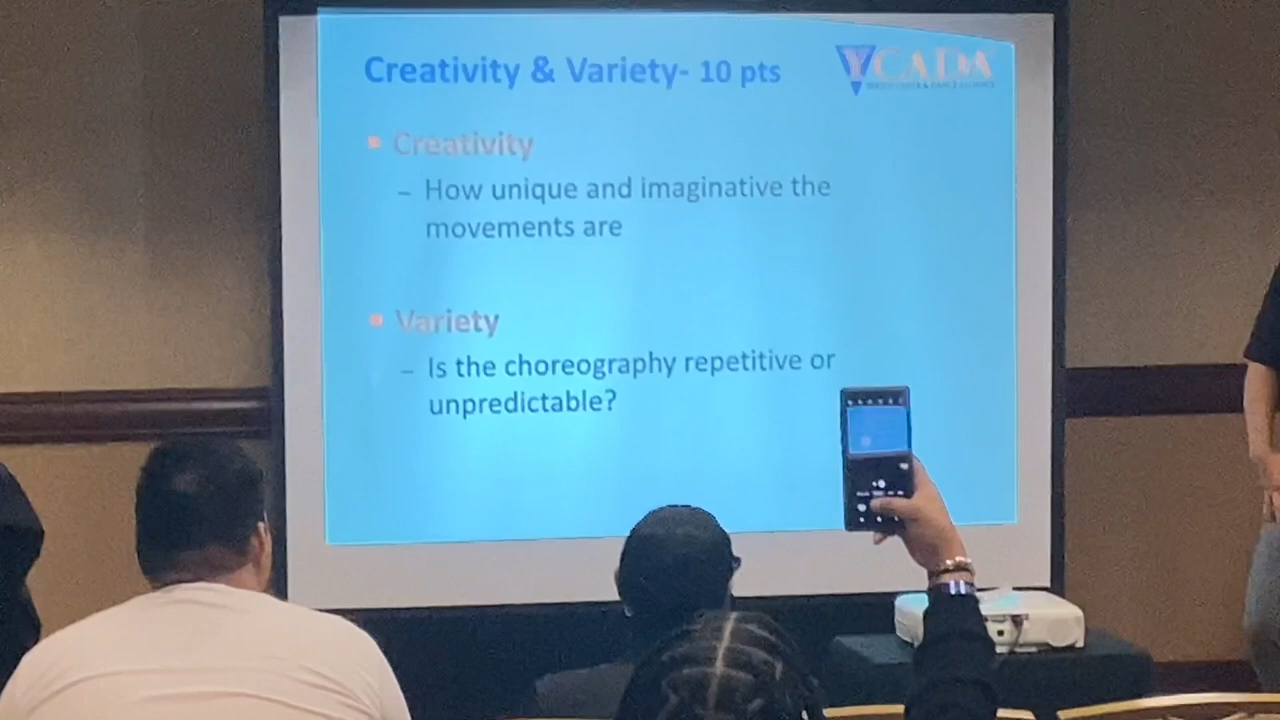 Creativity & Variety- 10 pts
YCADA
Creativity
– How unique and imaginative the
movements are
Variety
– Is the choreography repetitive or
unpredictable?